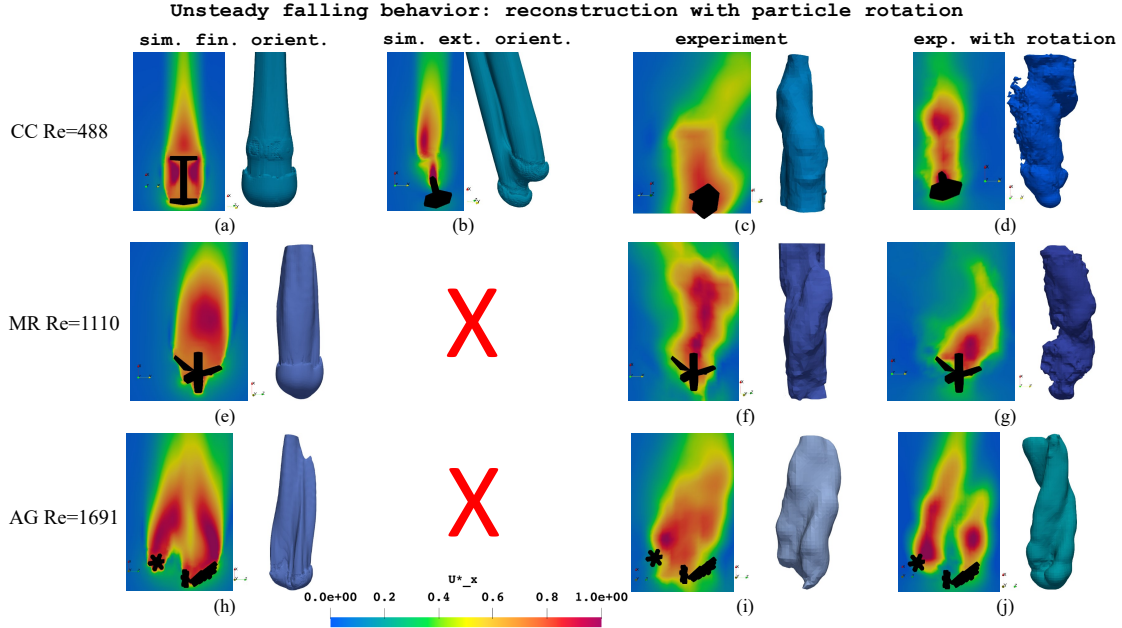 Unsteady falling behavior: reconstruction with particle rotation
sim. fin. orient.
sim. ext. orient.
experiment
exp. with rotation
CC Re=488
(a)
(b)
(c)
(d)
MR Re=1110
X
(e)
(f)
(g)
AG Re=1691
X
(h)
(i)
(j)
U*_x
0.0e+00 0.2 0.4 0.6 0.8 1.0e+00